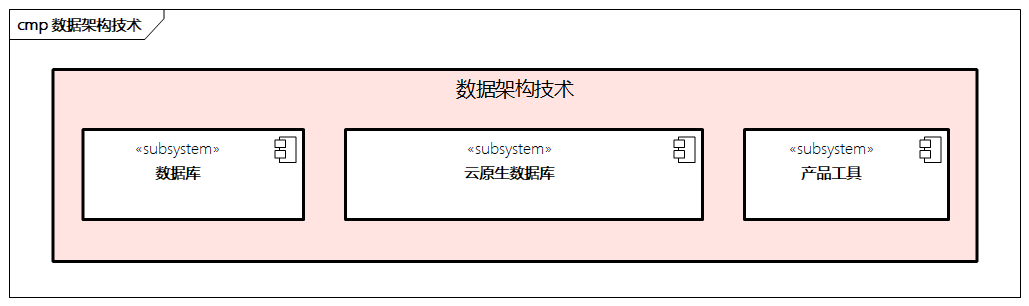 cmp 数据架构技术
数据架构技术
«subsystem»
数据库
«subsystem»
云原生数据库
«subsystem»
产品工具